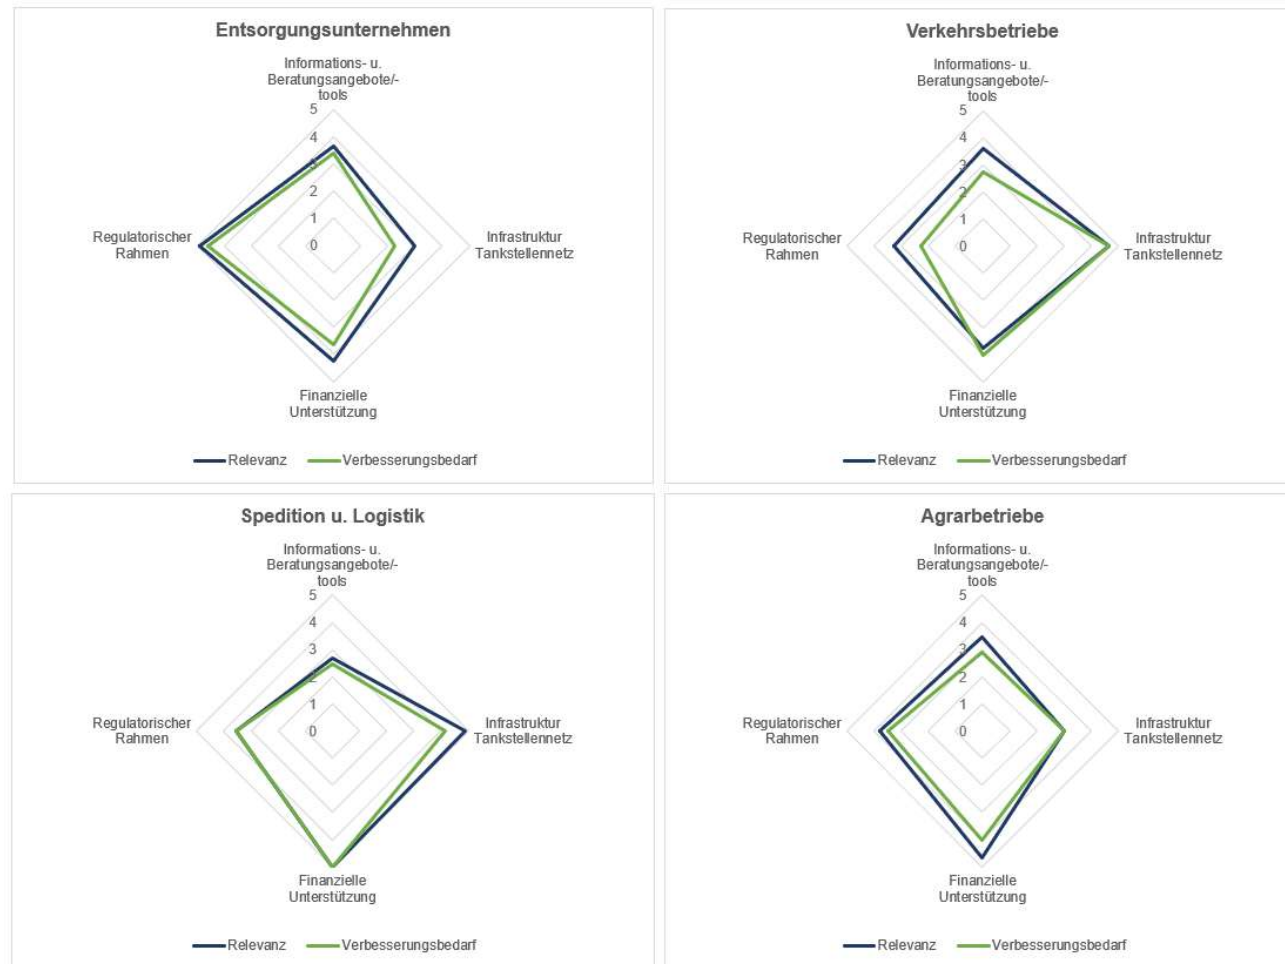 Entsorgungsunternehmen
Informations- u.
Beratungsangebote/-
tools
5
4
3
2
1
0
Regulatorischer
Rahmen
Infrastruktur
Tankstellennetz
Finanzielle
Unterstützung
Relevanz
Verbesserungsbedarf
Verkehrsbetriebe
Informations- u.
Beratungsangebote/-
tools
5
4
3
2
1
0
Regulatorischer
Rahmen
Infrastruktur
Tankstellennetz
Finanzielle
Unterstützung
Relevanz
Verbesserungsbedarf
Spedition u. Logistik
Informations- u.
Beratungsangebote/-
tools
5
4
3
2
1
0
Regulatorischer
Rahmen
Infrastruktur
Tankstellennetz
Finanzielle
Unterstützung
Relevanz
Verbesserungsbedarf
Agrarbetriebe
Informations- u.
Beratungsangebote/-
tools
5
4
3
2
1
0
Regulatorischer
Rahmen
Infrastruktur
Tankstellennetz
Finanzielle
Unterstützung
Relevanz
Verbesserungsbedarf